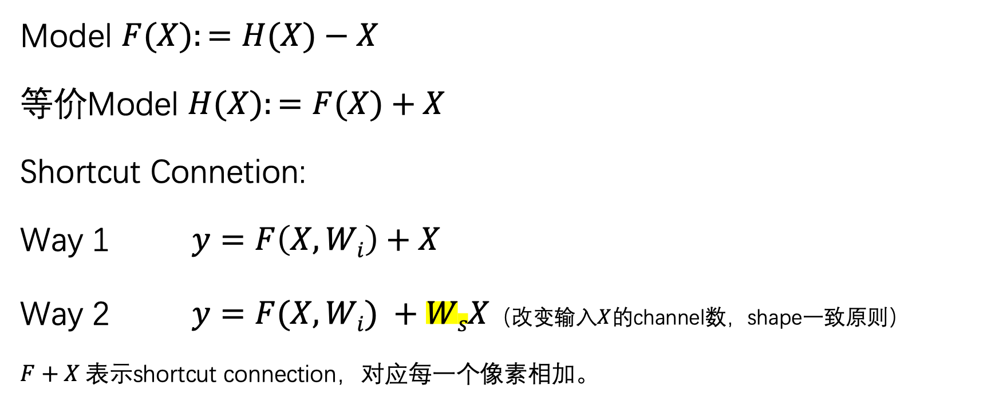 Model F(X):= H(X) − X
等价Model H(X):= F(X) + X
Shortcut Connetion:
Way 1 y = F(X, W_i) + X
Way 2 y = F(X, W_i) + W_sX（改变输入X的channel数，shape一致原则）
F + X 表示shortcut connection， 对应每一个像素相加。